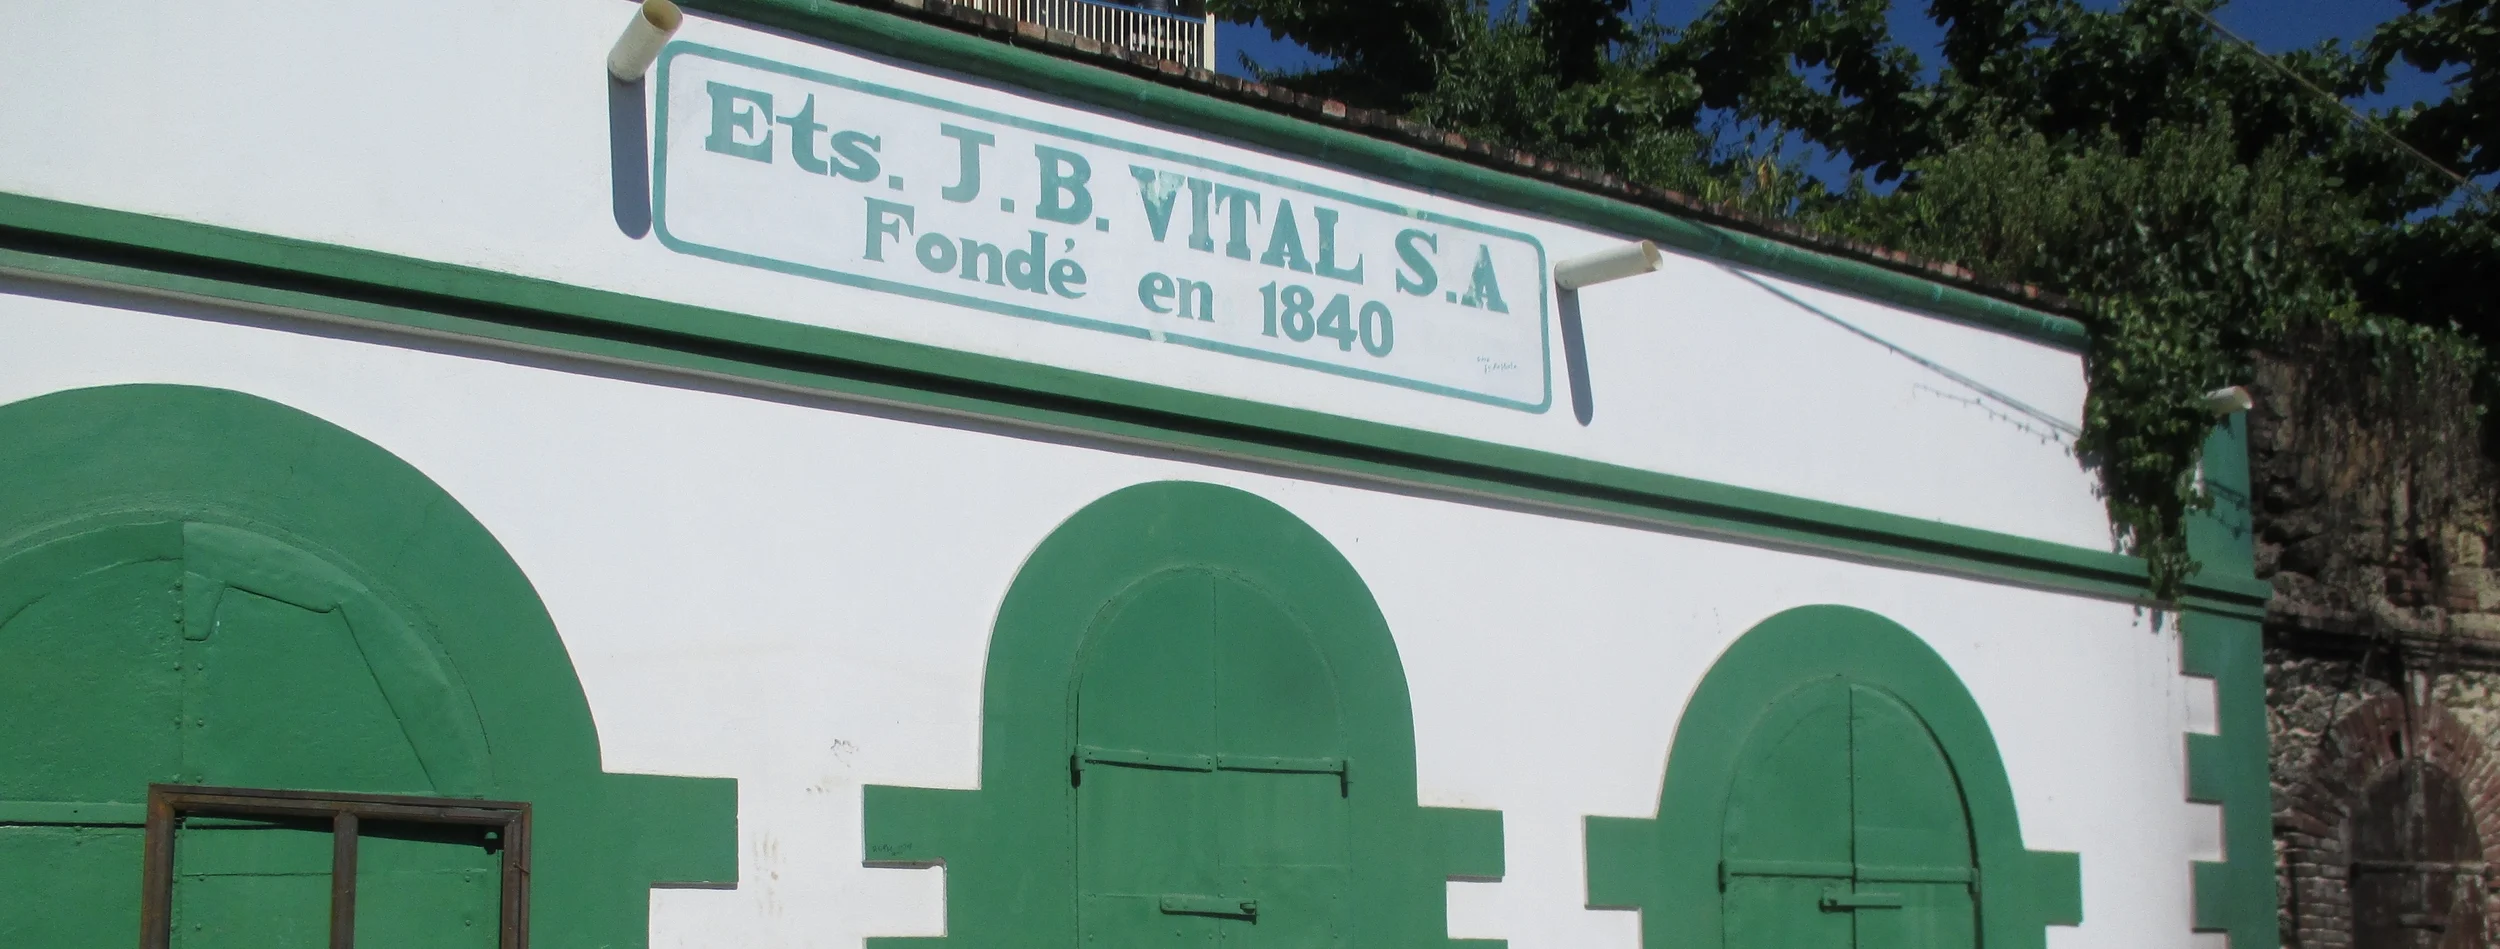 Ets. J. B. VITAL S.A
Fondé en 1840